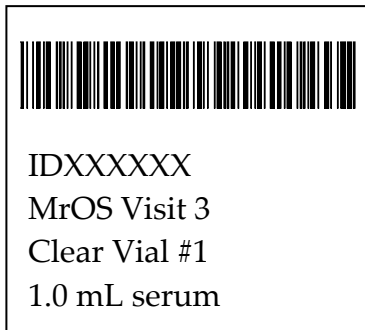 IDXXXXXX
MrOS Visit 3
Clear Vial #1
1.0 mL serum